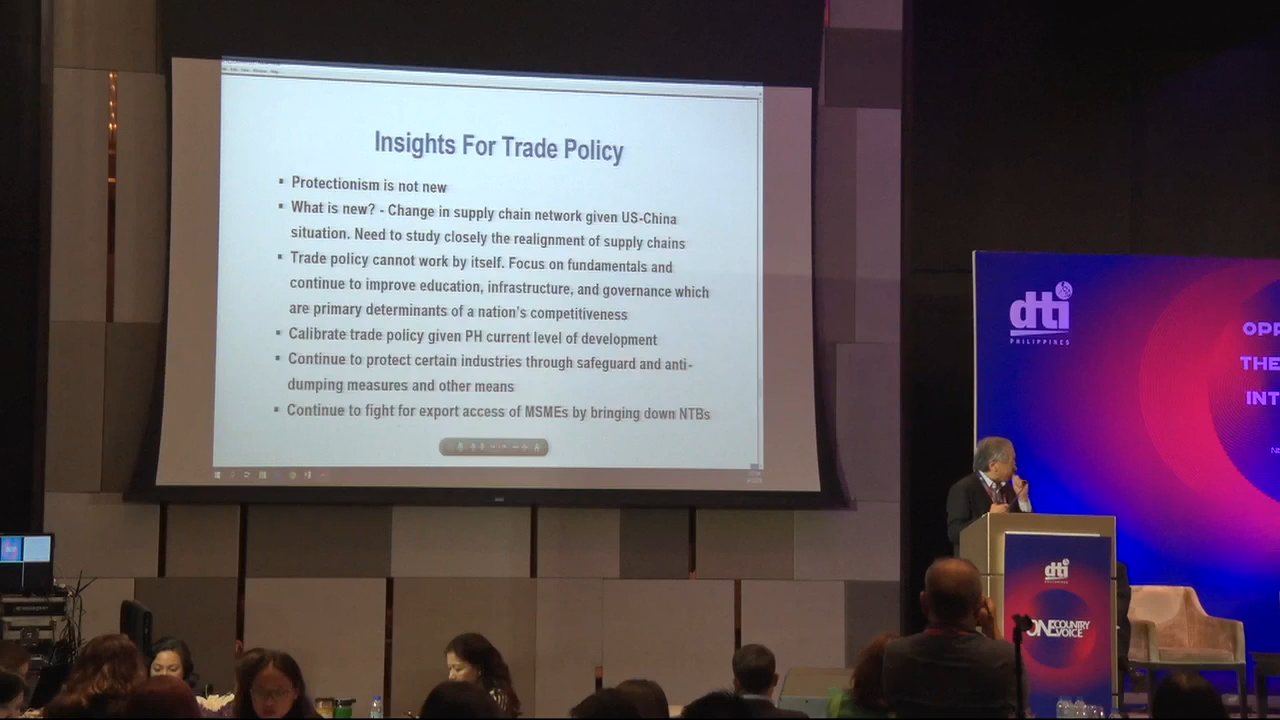 Insights For Trade Policy
▪ Protectionism is not new
▪ What is new? - Change in supply chain network given US-China
situation. Need to study closely the realignment of supply chains
▪ Trade policy cannot work by itself. Focus on fundamentals and
continue to improve education, infrastructure, and governance which
are primary determinants of a nation's competitiveness
▪ Calibrate trade policy given PH current level of development
▪ Continue to protect certain industries through safeguard and anti-
dumping measures and other means
▪ Continue to fight for export access of MSMEs by bringing down NTBs
dti
PHILIPPINES
OPP
THE
INT
dti
PHILIPPINES
ONE COUNTRY
VOICE